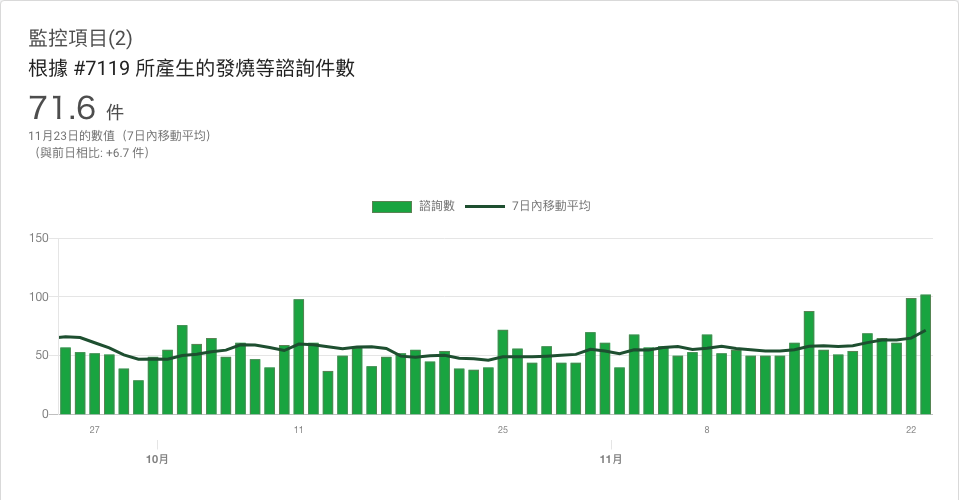 監控項目(2)
根據 #7119 所產生的發燒等諮詢件數
71.6 件
11月23日的數值（7日內移動平均）
（與前日相比: +6.7 件）
諮詢數 7日內移動平均
150
100
50
0
27 11 25 8 22
10月 11月